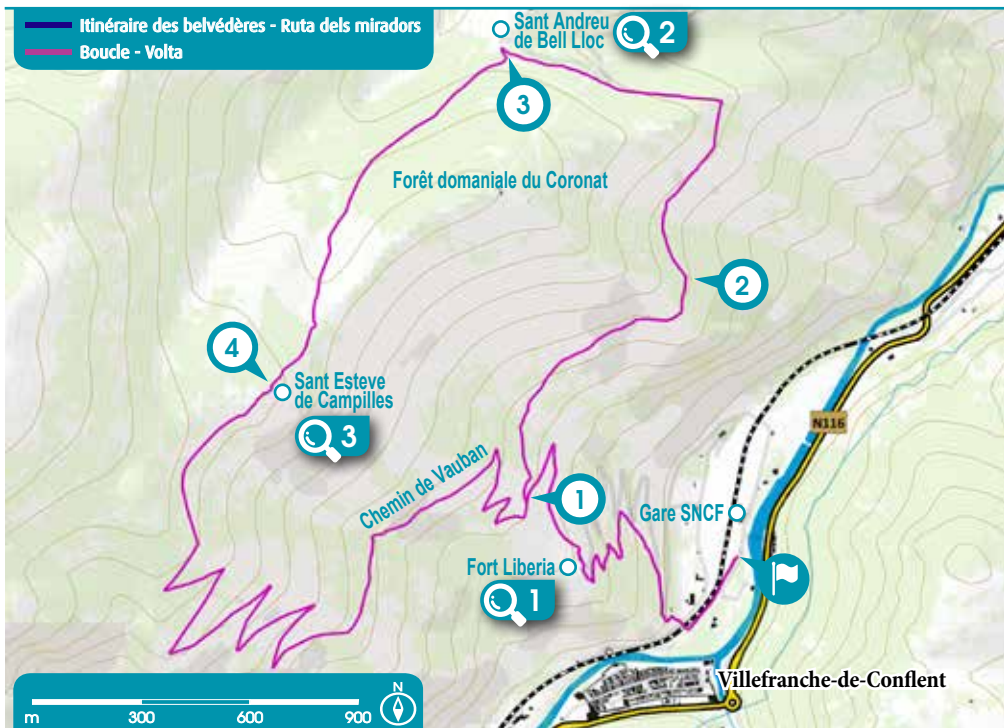 Itinéraire des belvédères - Ruta dels miradors
Boucle - Volta
Sant Andreu
de Bell Lloc
2
3
Forêt domaniale du Coronat
2
4
Sant Esteve
de Campilles
3
N116
Chemin de Vauban
1
Gare SNCF
Fort Liberia
1
Villefranche-de-Conflent
N
m 300 600 900